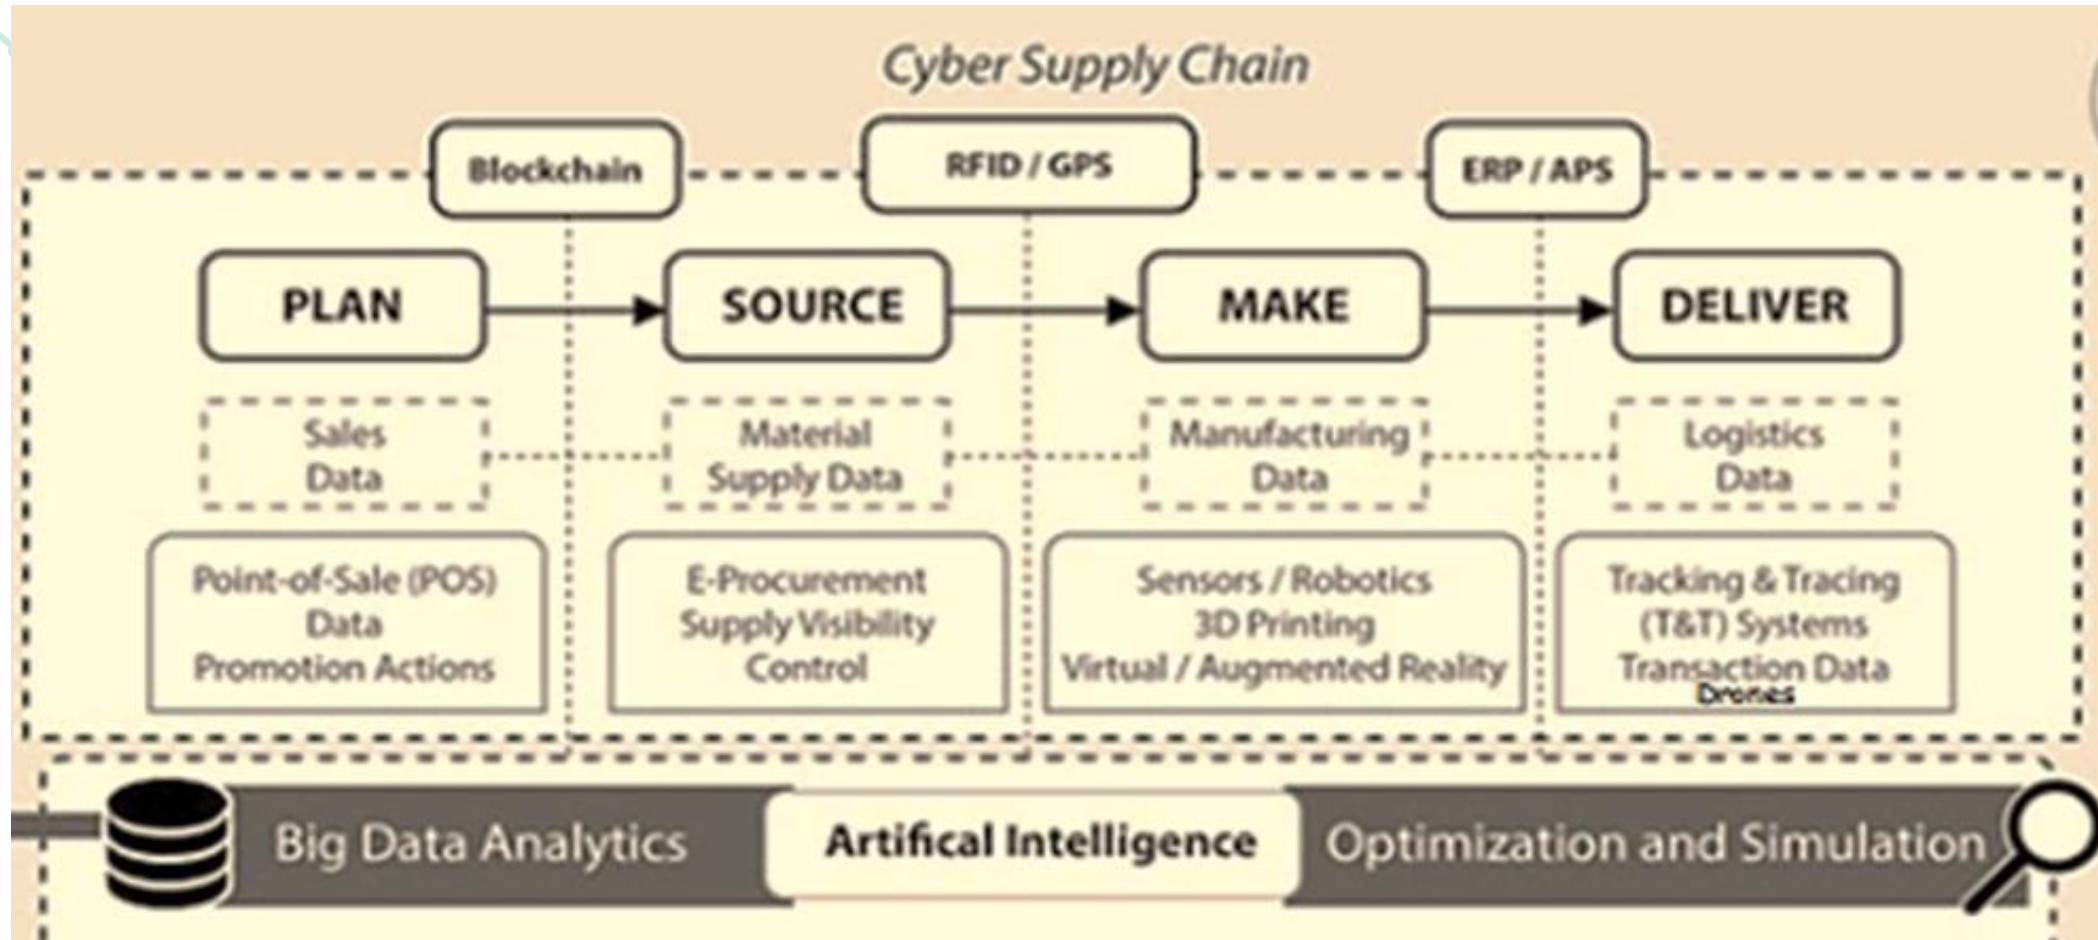 Cyber Supply Chain
Blockchain
RFID / GPS
ERP / APS
PLAN
SOURCE
MAKE
DELIVER
Sales
Data
Material
Supply Data
Manufacturing
Data
Logistics
Data
Point-of-Sale (POS)
Data
Promotion Actions
E-Procurement
Supply Visibility
Control
Sensors / Robotics
3D Printing
Virtual / Augmented Reality
Tracking & Tracing
(T&T) Systems
Transaction Data
Drones
Big Data Analytics
Artifical Intelligence
Optimization and Simulation